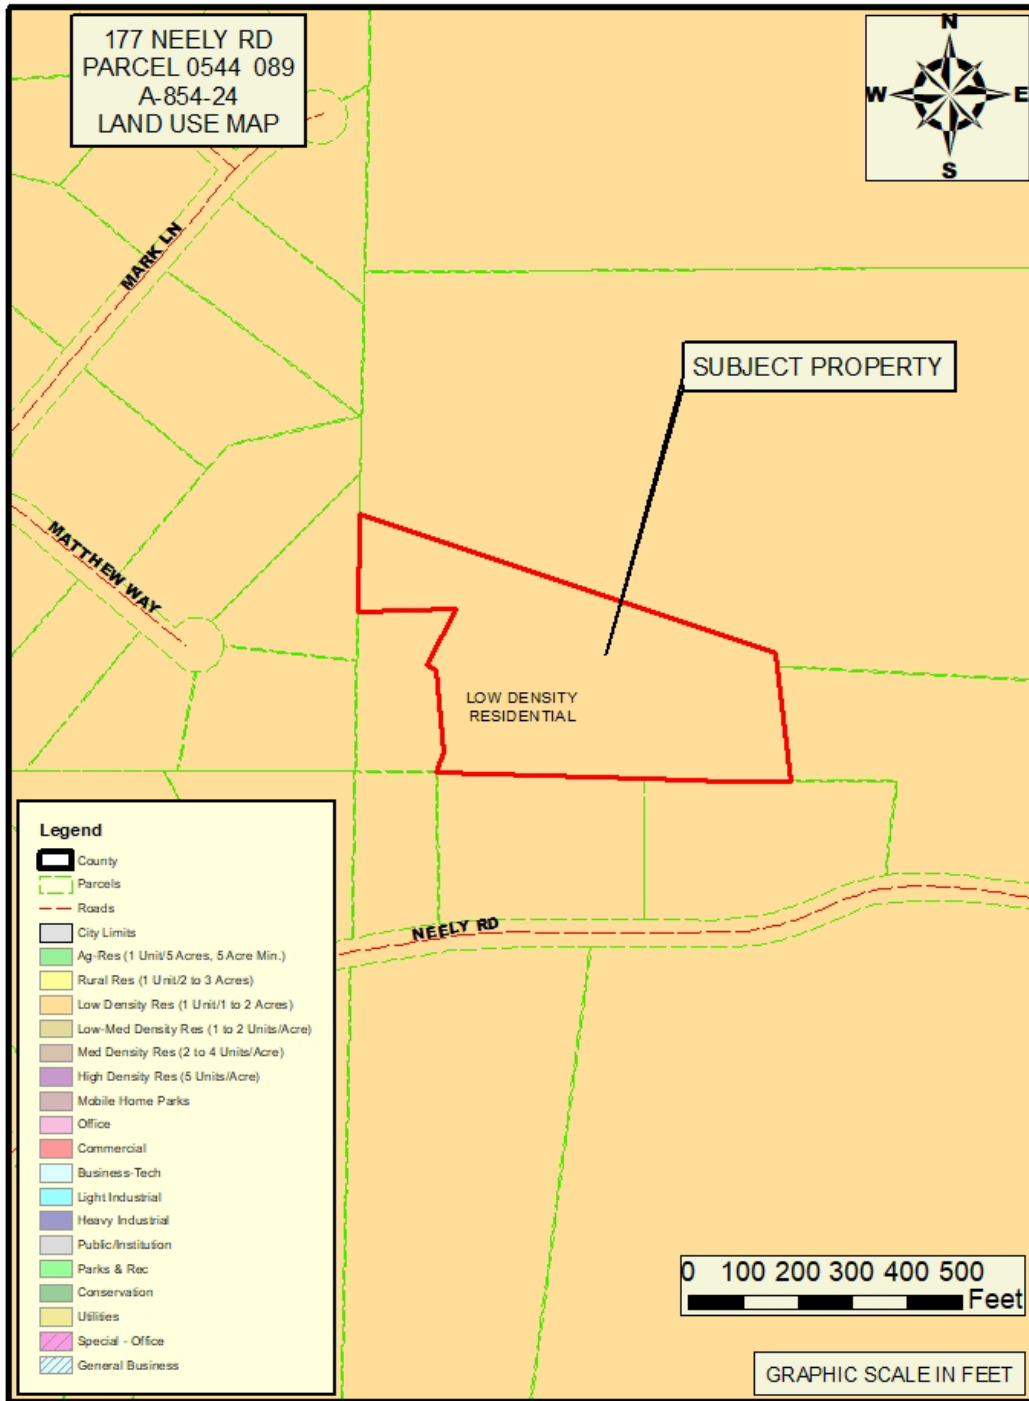 177 NEELY RD
PARCEL 0544 089
A-854-24
LAND USE MAP
N
W
E
S
MARK LN
SUBJECT PROPERTY
MATTHEW WAY
LOW DENSITY
RESIDENTIAL
NEELY RD
Legend
County
Parcels
Roads
City Limits
Ag-Res (1 Unit/5 Acres, 5 Acre Min.)
Rural Res (1 Unit/2 to 3 Acres)
Low Density Res (1 Unit/1 to 2 Acres)
Low-Med Density Res (1 to 2 Units/Acre)
Med Density Res (2 to 4 Units/Acre)
High Density Res (5 Units/Acre)
Mobile Home Parks
Office
Commercial
Business-Tech
Light Industrial
Heavy Industrial
Public/Institution
Parks & Rec
Conservation
Utilities
Special - Office
General Business
0 100 200 300 400 500
Feet
GRAPHIC SCALE IN FEET